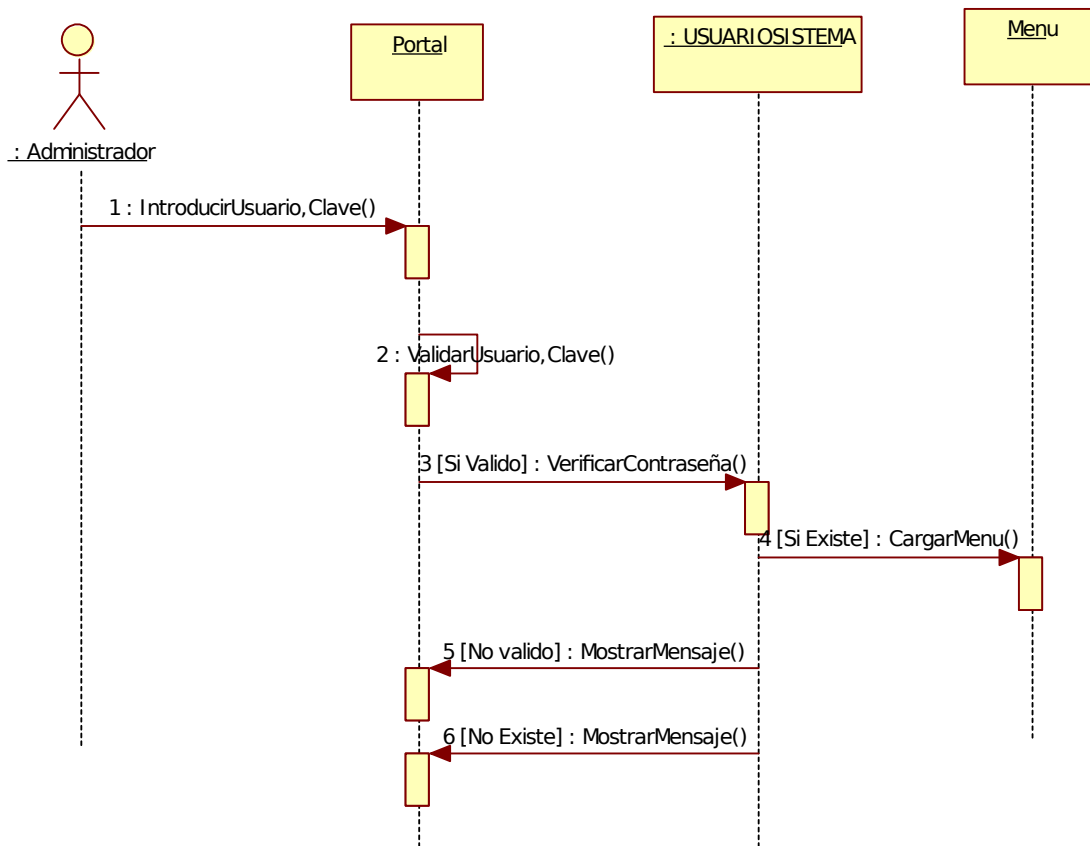 Portal
: USUARIOSISTEMA
Menu
: Administrador
1 : IntroducirUsuario,Clave()
2 : ValidarUsuario,Clave()
3 [Si Valido] : VerificarContraseña()
4 [Si Existe] : CargarMenu()
5 [No valido] : MostrarMensaje()
6 [No Existe] : MostrarMensaje()